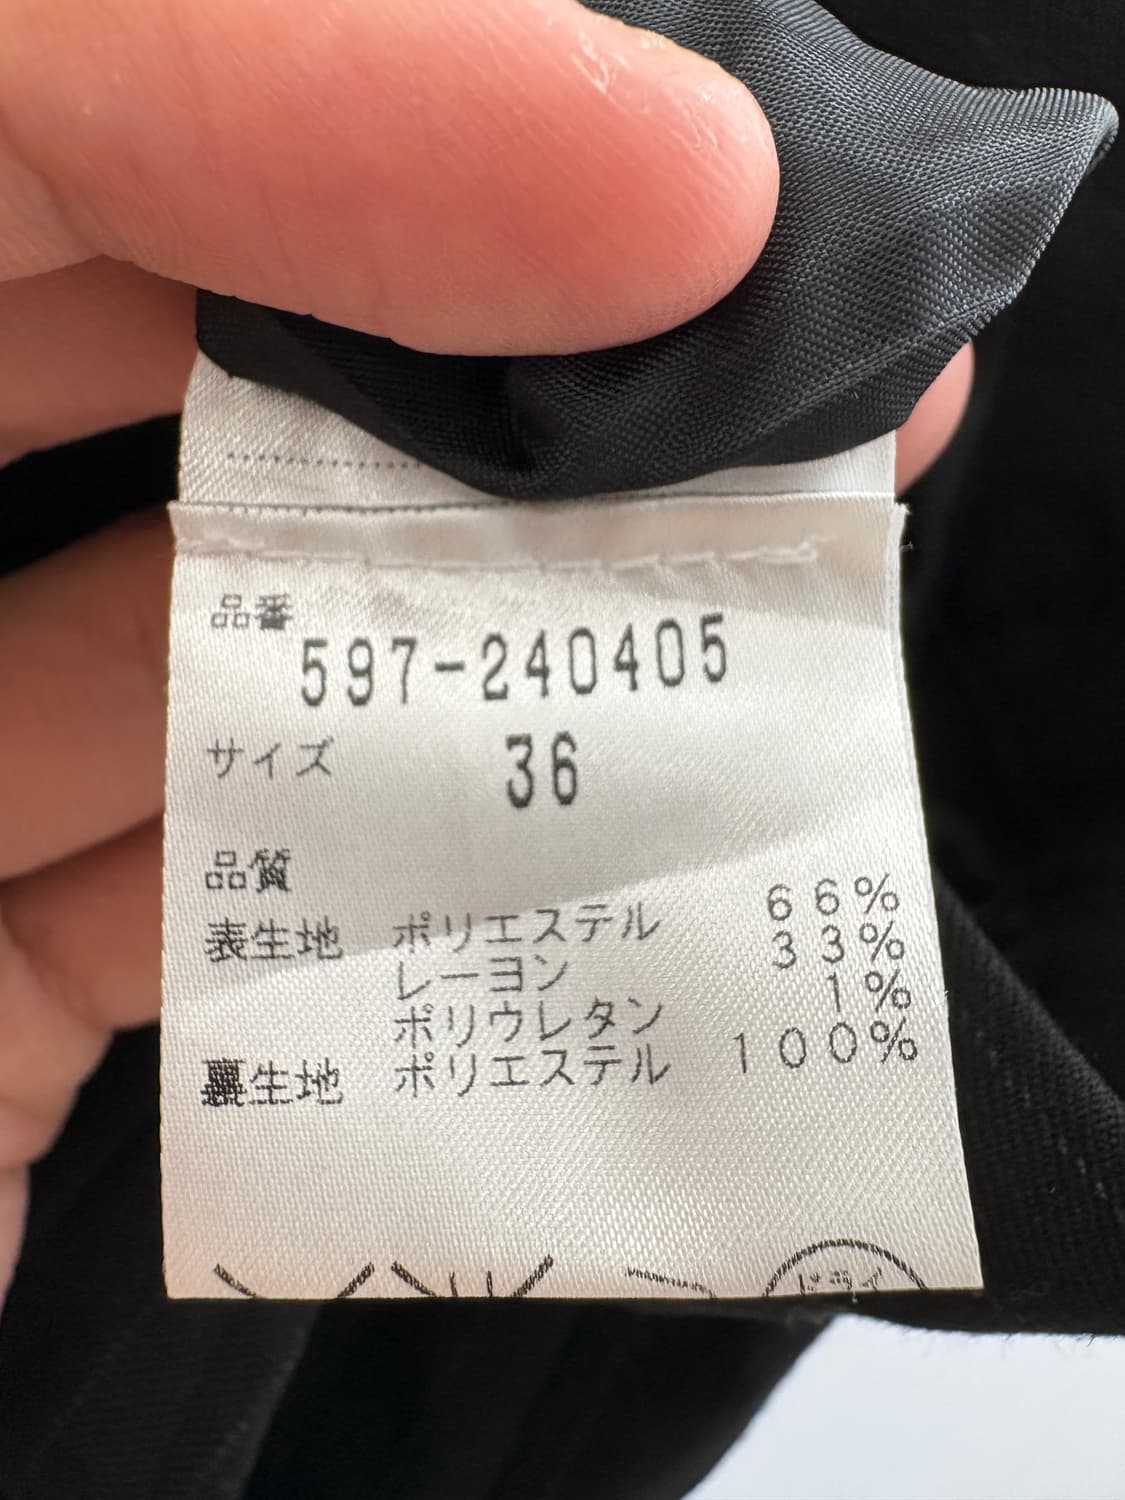 品番
597-240405
サイズ 36
品質
表生地 ポリエステル 66%
レーヨン 33%
ポリウレタン 1%
裏生地 ポリエステル 100%